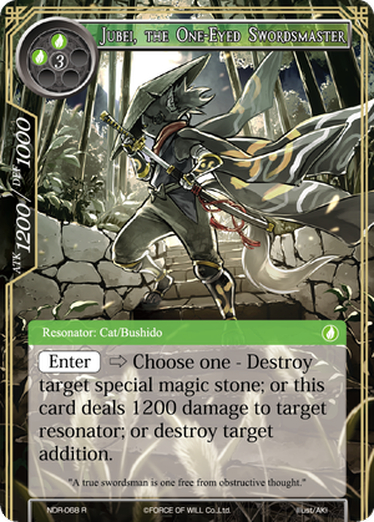 Jubei, the One-Eyed Swordsmaster
3
ATK 1200 / DEF 1000
Resonator: Cat/Bushido
Enter ⇨ Choose one - Destroy
target special magic stone; or this
card deals 1200 damage to target
resonator; or destroy target
addition.
"A true swordsman is one free from obstructive thought."
NDR-068 R
©FORCE OF WILL Co.,Ltd.
Illust/AKI